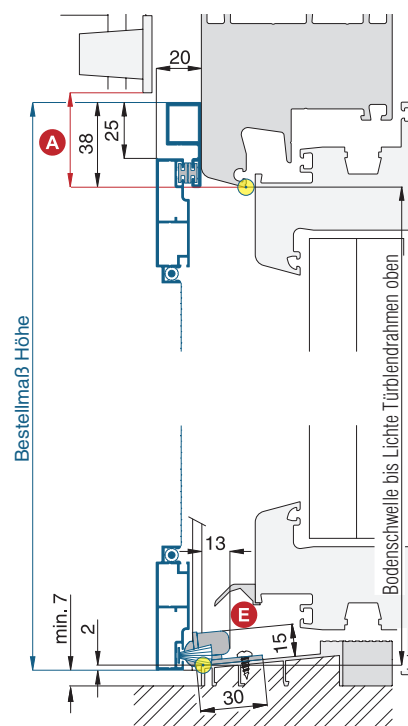 20
A
38
25
Bestellmaß Höhe
Bodenschwelle bis Lichte Türblendrahmen oben
13
E
min. 7
2
15
30